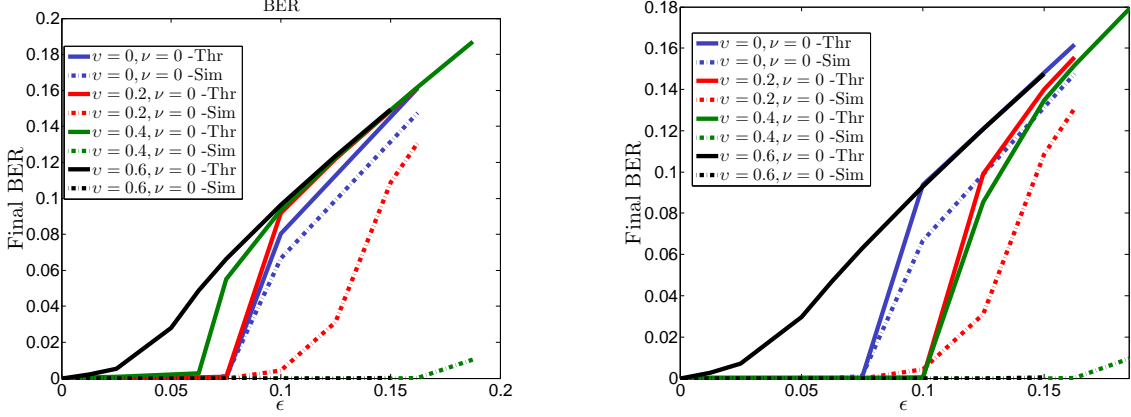 BER
0.2
0.18
0.16
0.14
0.12
0.1
0.08
0.06
0.04
0.02
0
Final BER
υ = 0, ν = 0 -Thr
υ = 0, ν = 0 -Sim
υ = 0.2, ν = 0 -Thr
υ = 0.2, ν = 0 -Sim
υ = 0.4, ν = 0 -Thr
υ = 0.4, ν = 0 -Sim
υ = 0.6, ν = 0 -Thr
υ = 0.6, ν = 0 -Sim
0 0.05 0.1 0.15 0.2
ϵ
0.18
0.16
0.14
0.12
0.1
0.08
0.06
0.04
0.02
0
Final BER
υ = 0, ν = 0 -Thr
υ = 0, ν = 0 -Sim
υ = 0.2, ν = 0 -Thr
υ = 0.2, ν = 0 -Sim
υ = 0.4, ν = 0 -Thr
υ = 0.4, ν = 0 -Sim
υ = 0.6, ν = 0 -Thr
υ = 0.6, ν = 0 -Sim
0 0.05 0.1 0.15
ϵ